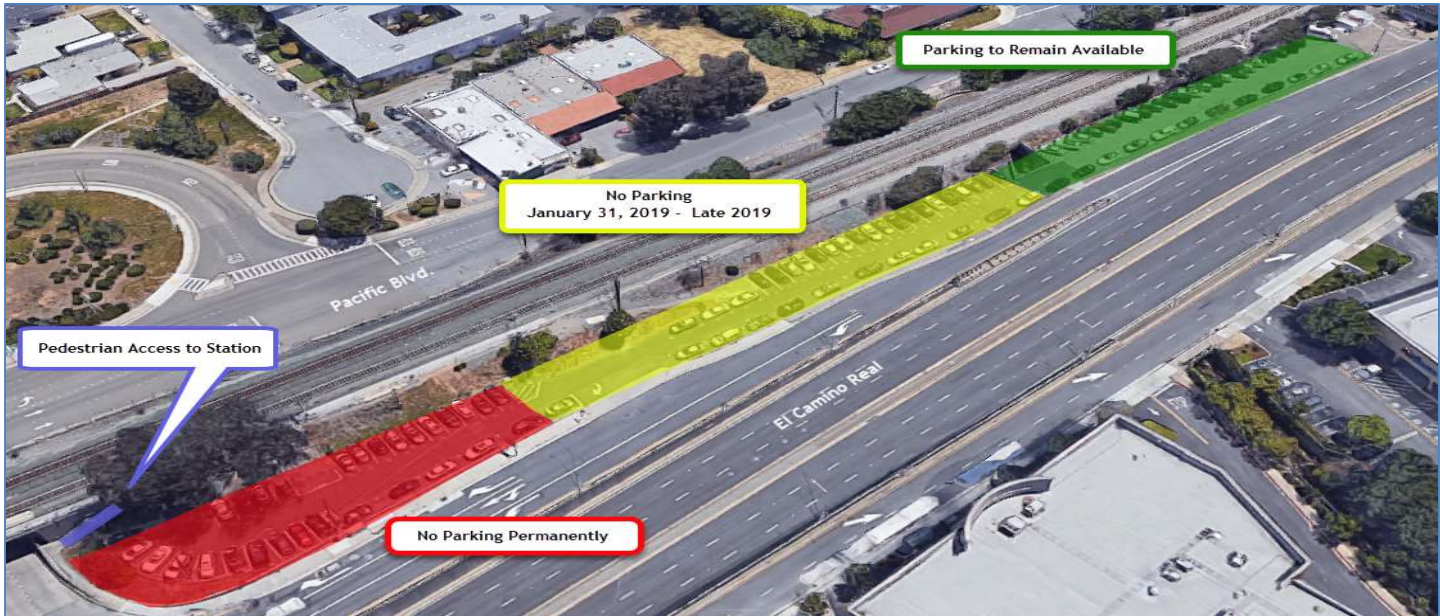 Parking to Remain Available
No Parking
January 31, 2019 - Late 2019
Pacific Blvd.
Pedestrian Access to Station
El Camino Real
No Parking Permanently